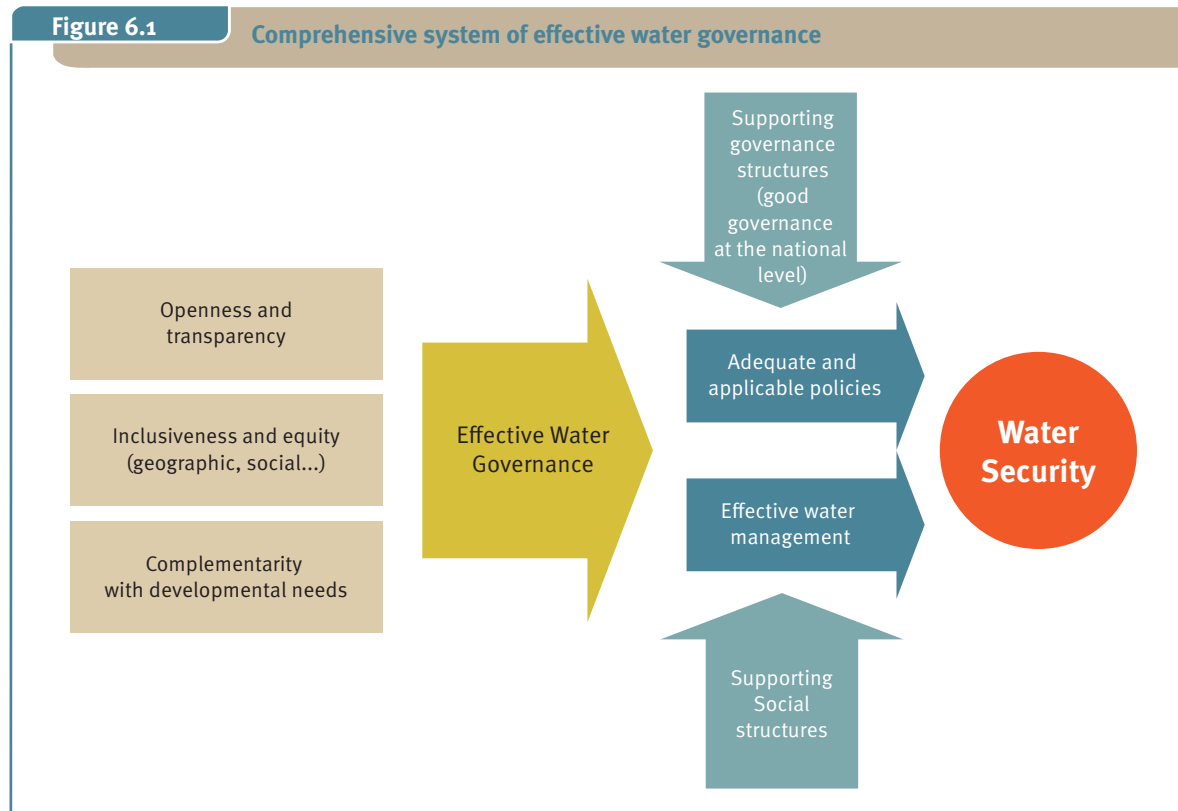 Figure 6.1
Comprehensive system of effective water governance
Supporting
governance
structures
(good
governance
at the national
level)
Openness and
transparency
Inclusiveness and equity
(geographic, social...)
Complementarity
with developmental needs
Effective Water
Governance
Adequate and
applicable policies
Effective water
management
Water
Security
Supporting
Social
structures